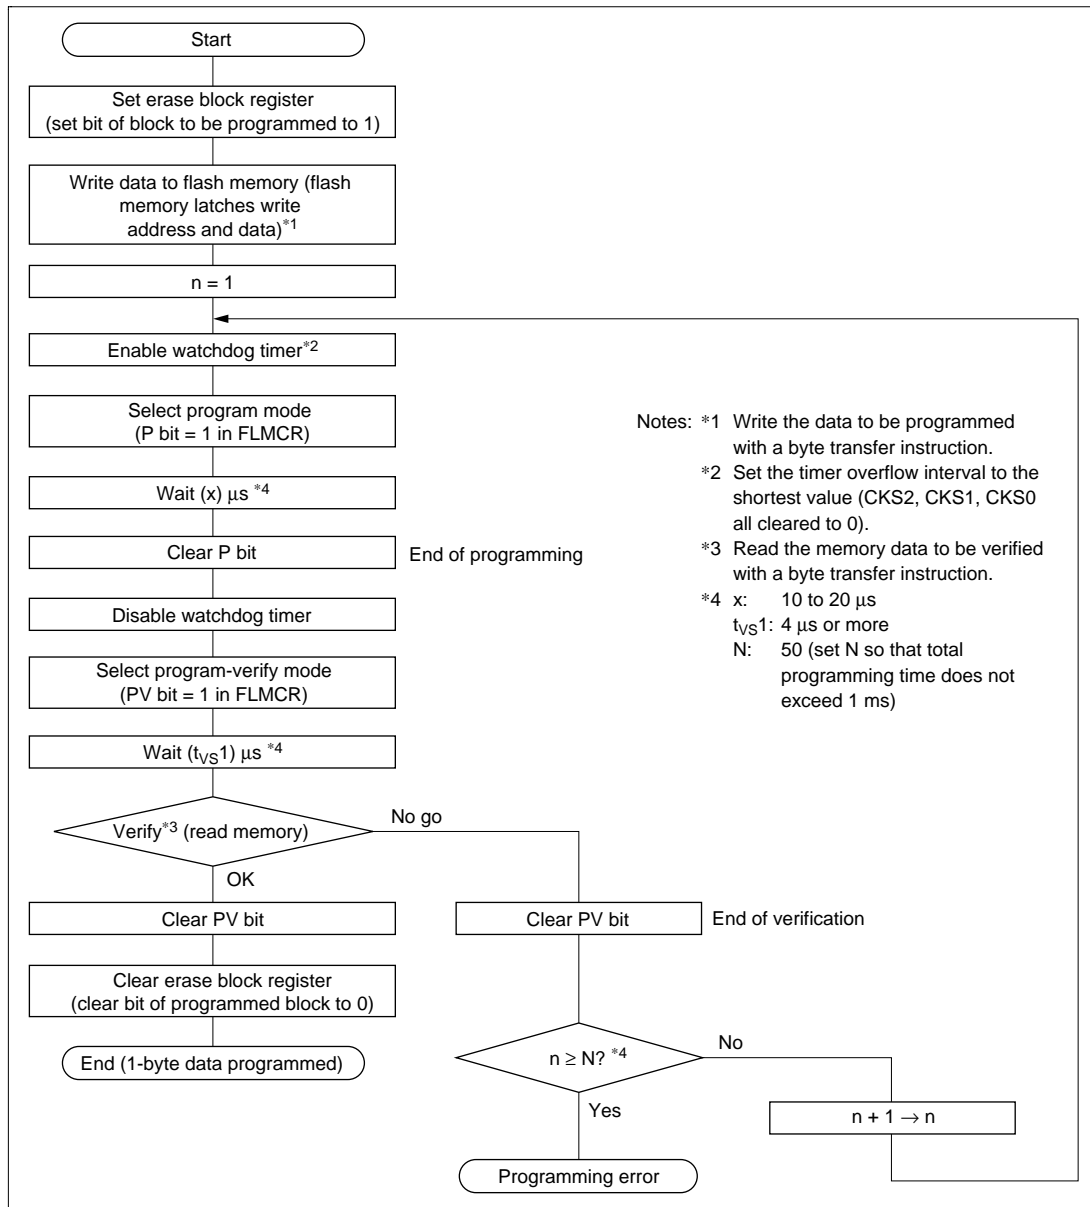 Start
Set erase block register
(set bit of block to be programmed to 1)
Write data to flash memory (flash
memory latches write
address and data)*1
n = 1
Enable watchdog timer*2
Select program mode
(P bit = 1 in FLMCR)
Wait (x) μs *4
Clear P bit
End of programming
Disable watchdog timer
Select program-verify mode
(PV bit = 1 in FLMCR)
Wait (tVS1) μs *4
Verify*3 (read memory)
No go
OK
Clear PV bit
Clear erase block register
(clear bit of programmed block to 0)
End (1-byte data programmed)
Clear PV bit
End of verification
n ≥ N? *4
No
Yes
n + 1 → n
Programming error
Notes: *1 Write the data to be programmed
with a byte transfer instruction.
*2 Set the timer overflow interval to the
shortest value (CKS2, CKS1, CKS0
all cleared to 0).
*3 Read the memory data to be verified
with a byte transfer instruction.
*4 x: 10 to 20 μs
tVS1: 4 μs or more
N: 50 (set N so that total
programming time does not
exceed 1 ms)